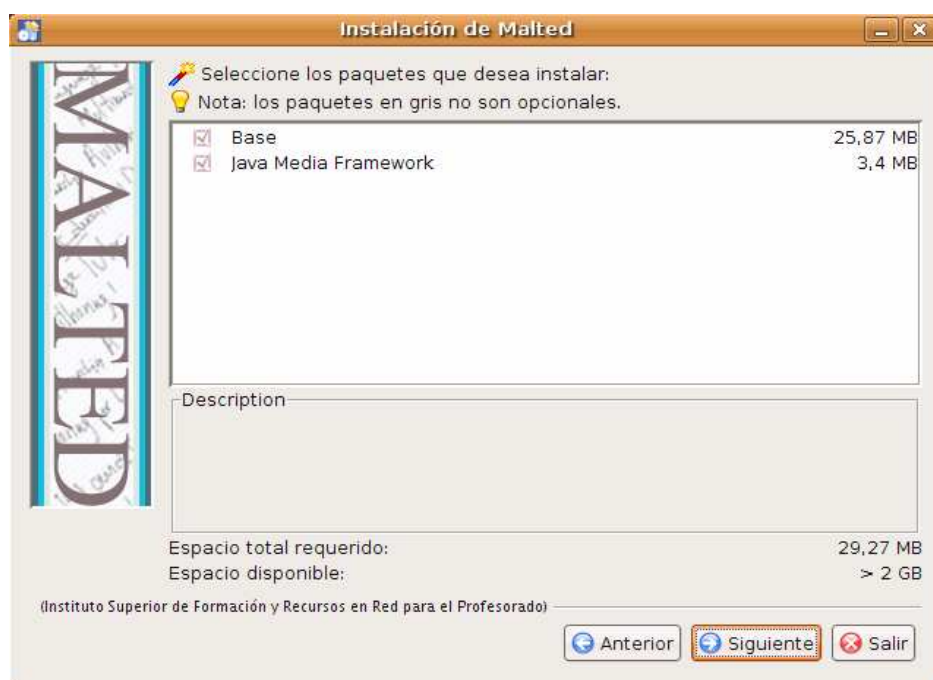 Instalación de Malted
MALTED
Seleccione los paquetes que desea instalar:
Nota: los paquetes en gris no son opcionales.
Base 25,87 MB
Java Media Framework 3,4 MB
Description
Espacio total requerido: 29,27 MB
Espacio disponible: > 2 GB
(Instituto Superior de Formación y Recursos en Red para el Profesorado)
Anterior Siguiente Salir